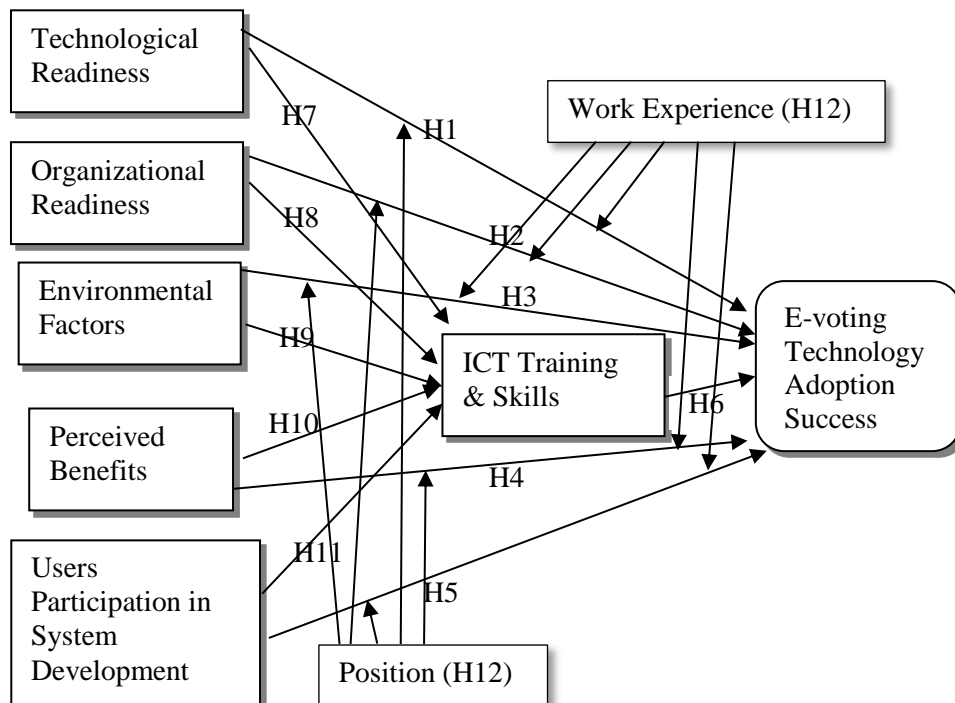 Technological
Readiness
H7
H1
Work Experience (H12)
Organizational
Readiness
H8
H2
Environmental
Factors
H3
H9
E-voting
Technology
Adoption
Success
ICT Training
& Skills
H6
Perceived
Benefits
H10
H4
H11
Users
Participation in
System
Development
H5
Position (H12)